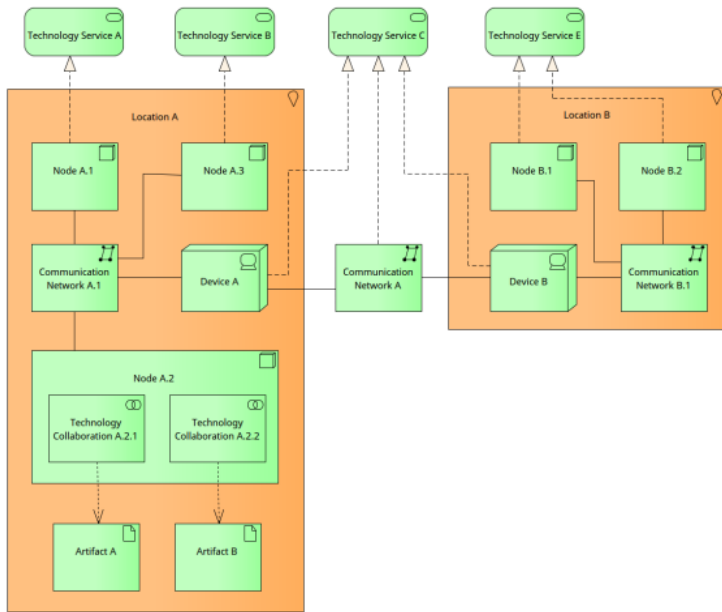 Technology Service A
Technology Service B
Technology Service C
Technology Service E
Location A
Location B
Node A.1
Node A.3
Node B.1
Node B.2
Communication
Network A.1
Device A
Communication
Network A
Device B
Communication
Network B.1
Node A.2
Technology
Collaboration A.2.1
Technology
Collaboration A.2.2
Artifact A
Artifact B